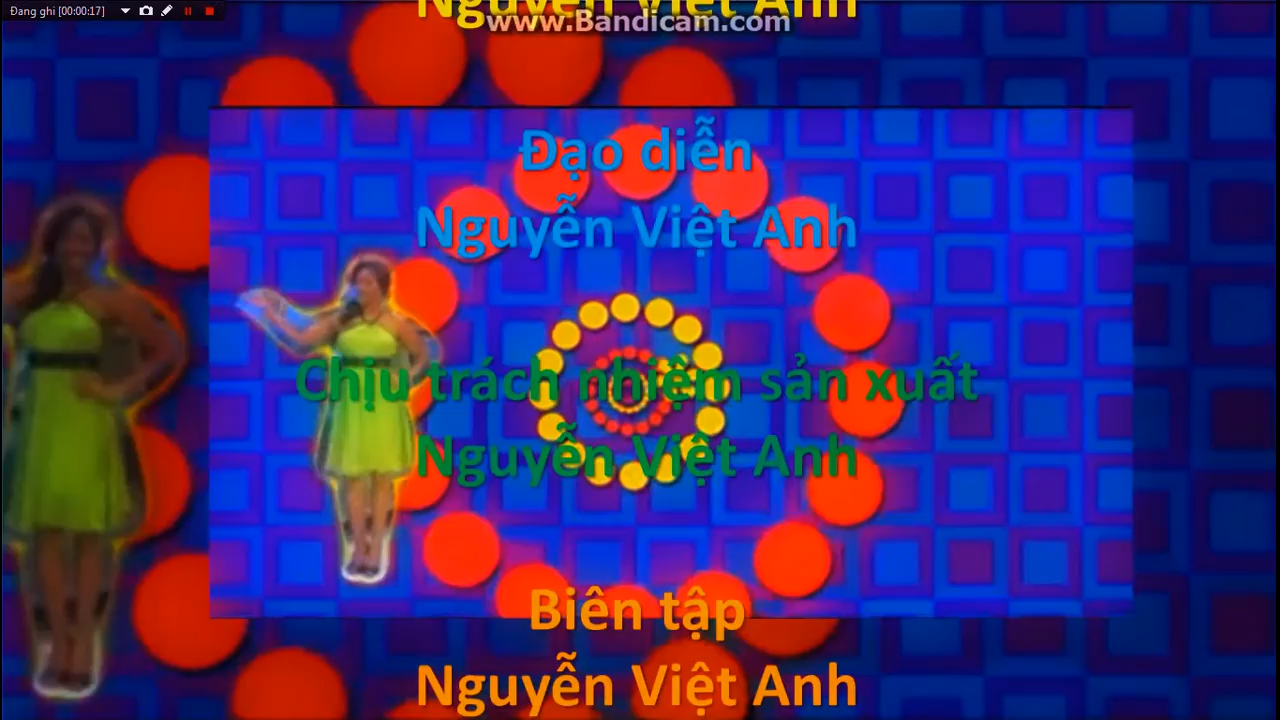 Đang ghi [00:00:17]
Nguyễn Việt Anh
www.Bandicam.com
Đạo diễn
Nguyễn Việt Anh
Chịu trách nhiệm sản xuất
Nguyễn Việt Anh
Biên tập
Nguyễn Việt Anh